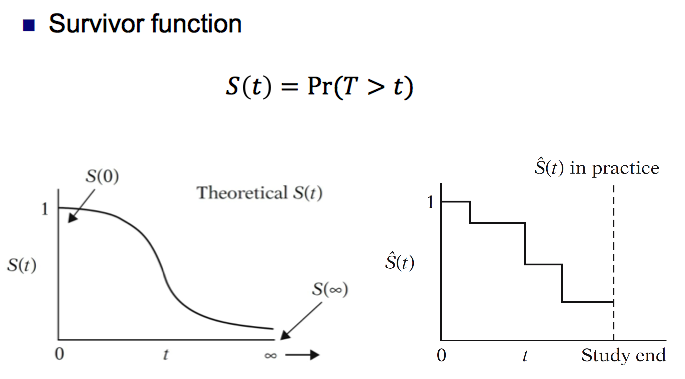 Survivor function
S(t) = Pr(T > t)
S(0)
Theoretical S(t)
1
S(t)
S(∞)
0
t
∞
Ŝ(t) in practice
1
Ŝ(t)
0
t
Study end